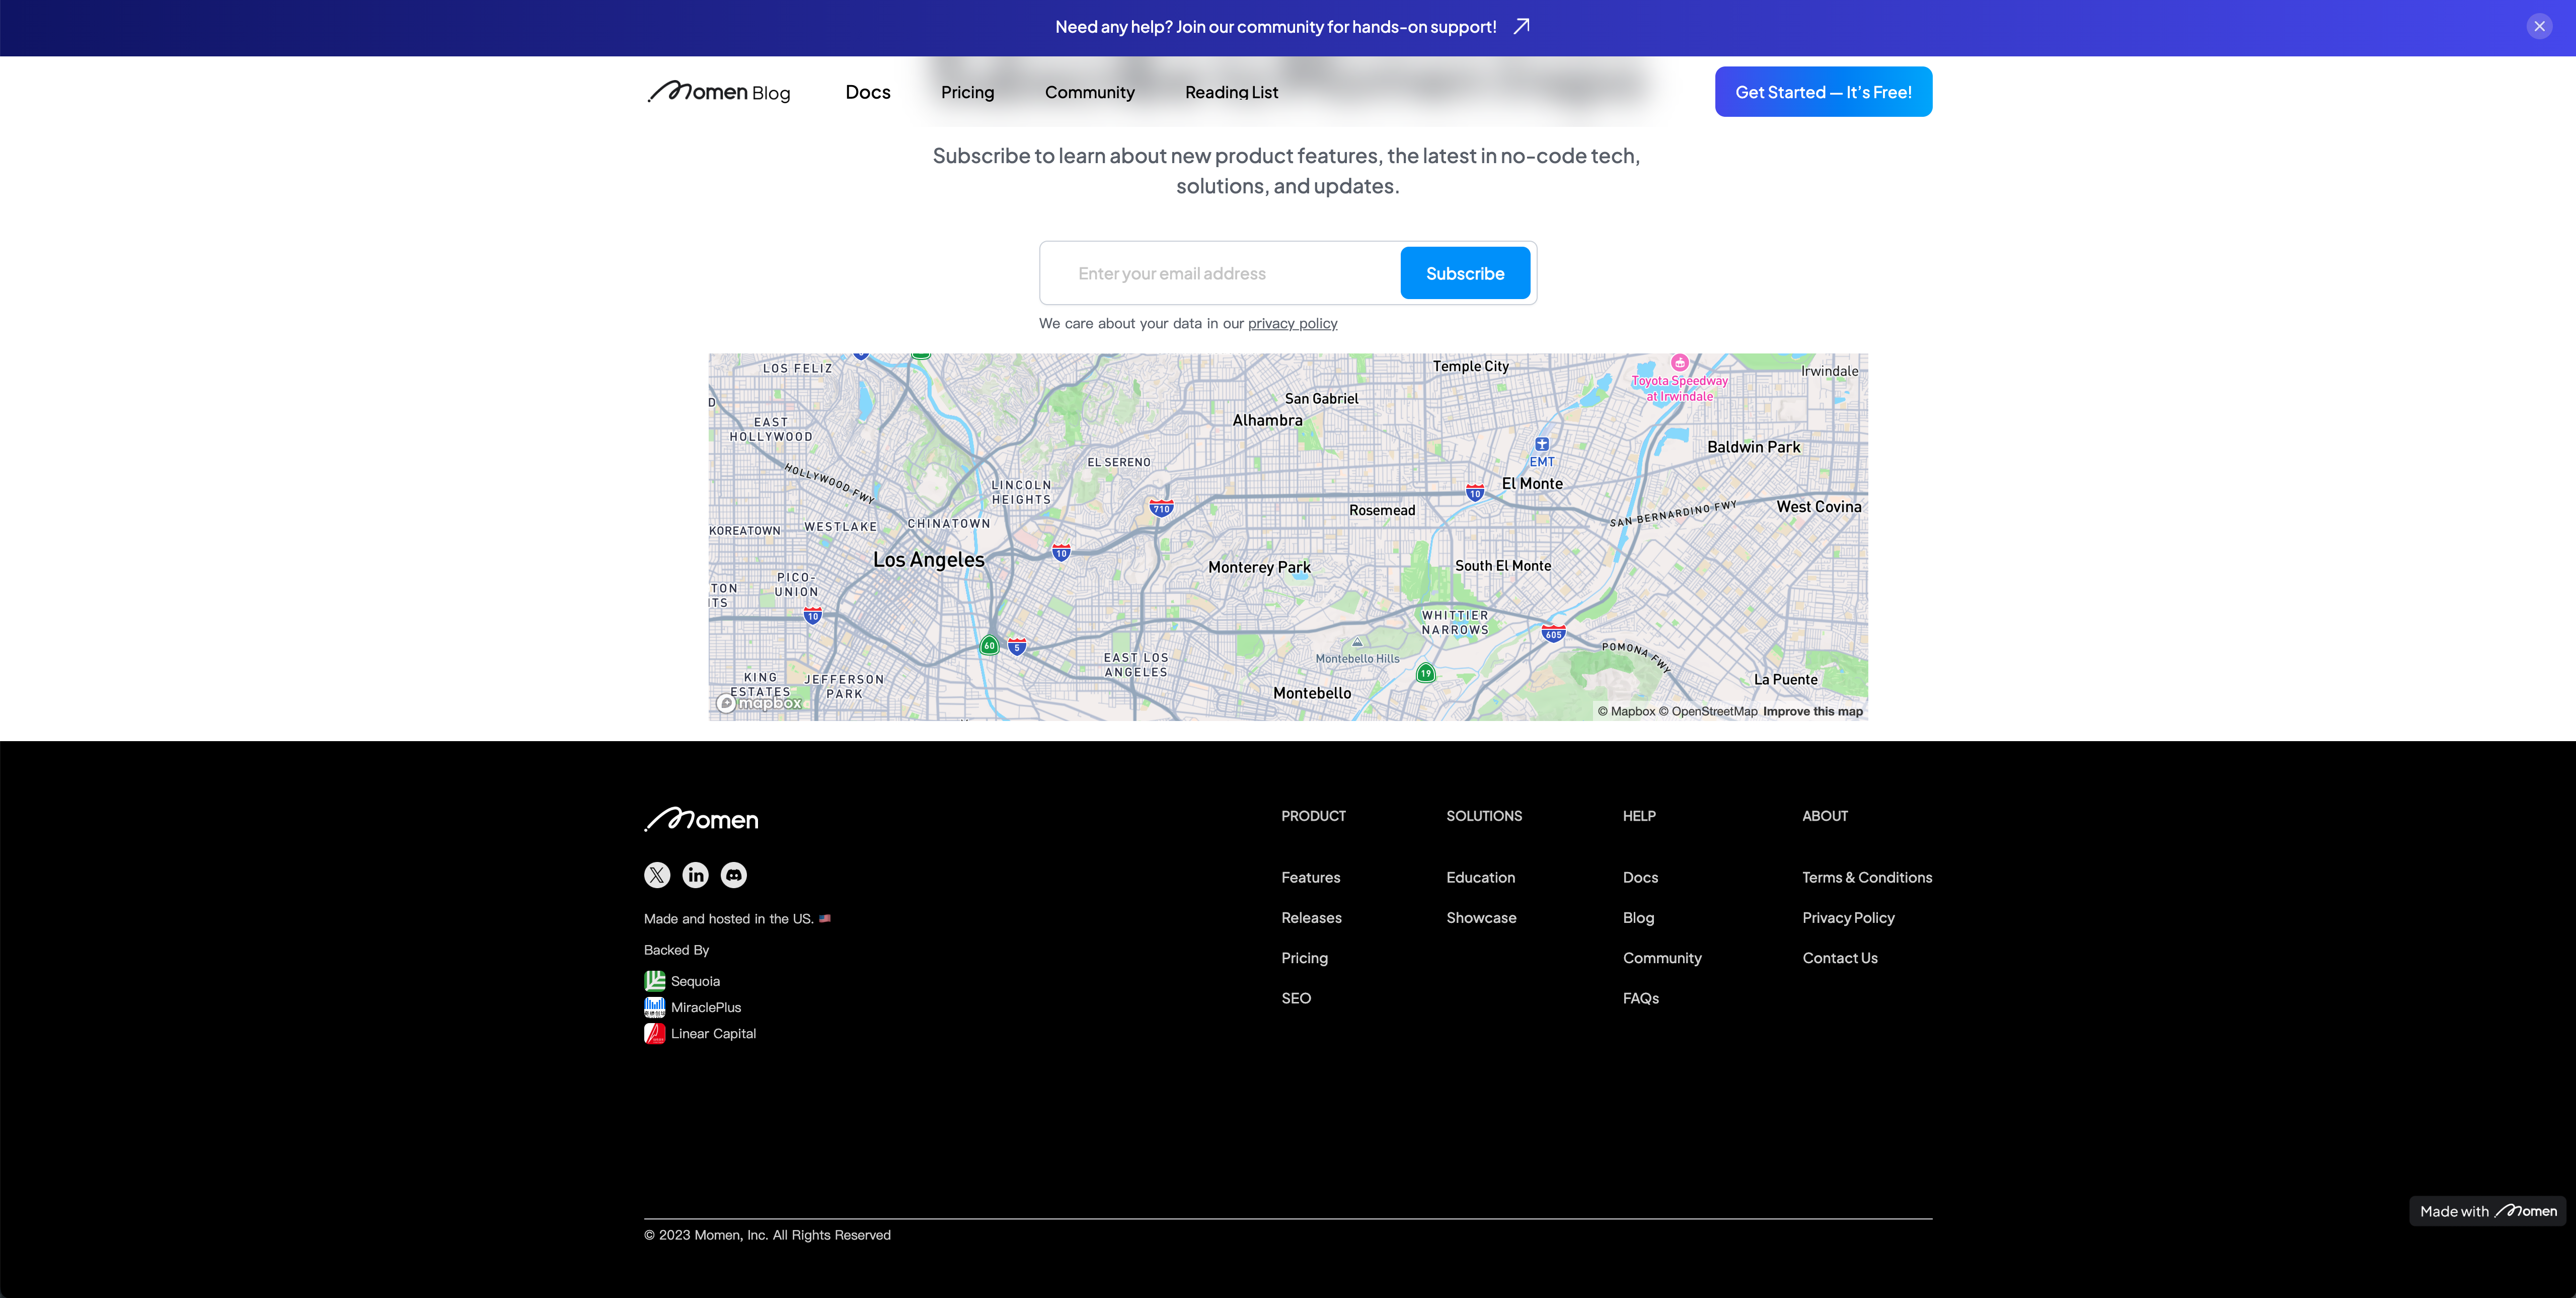 Need any help? Join our community for hands-on support!
Momen Blog
Docs
Pricing
Community
Reading List
Get Started — It's Free!
Subscribe to learn about new product features, the latest in no-code tech,
solutions, and updates.
Enter your email address
Subscribe
We care about your data in our privacy policy
LOS FELIZ
Temple City
Toyota Speedway
at Irwindale
Irwindale
D
San Gabriel
Alhambra
EAST
HOLLYWOOD
Baldwin Park
EMT
HOLLYWOOD FWY
EL SERENO
LINCOLN
HEIGHTS
El Monte
10
710
Rosemead
SAN BERNARDINO FWY
West Covina
KOREATOWN
WESTLAKE
CHINATOWN
Los Angeles
10
Monterey Park
South El Monte
PICO-
UNION
TON
ITS
10
WHITTIER
NARROWS
605
60
5
EAST LOS
ANGELES
Montebello Hills
POMONA FWY
19
KING
ESTATES
JEFFERSON
PARK
Montebello
La Puente
mapbox
© Mapbox © OpenStreetMap Improve this map
Momen
Made and hosted in the US.
Backed By
Sequoia
MiraclePlus
Linear Capital
PRODUCT
Features
Releases
Pricing
SEO
SOLUTIONS
Education
Showcase
HELP
Docs
Blog
Community
FAQs
ABOUT
Terms & Conditions
Privacy Policy
Contact Us
Made with Momen
© 2023 Momen, Inc. All Rights Reserved